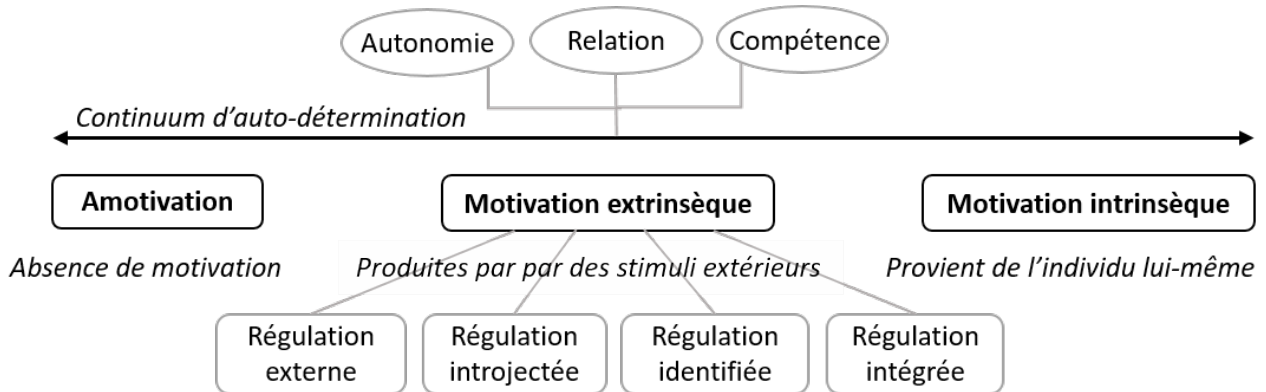 Autonomie
Relation
Compétence
Continuum d'auto-détermination
Amotivation
Motivation extrinsèque
Motivation intrinsèque
Absence de motivation
Produites par par des stimuli extérieurs
Provient de l'individu lui-même
Régulation
externe
Régulation
introjectée
Régulation
identifiée
Régulation
intégrée